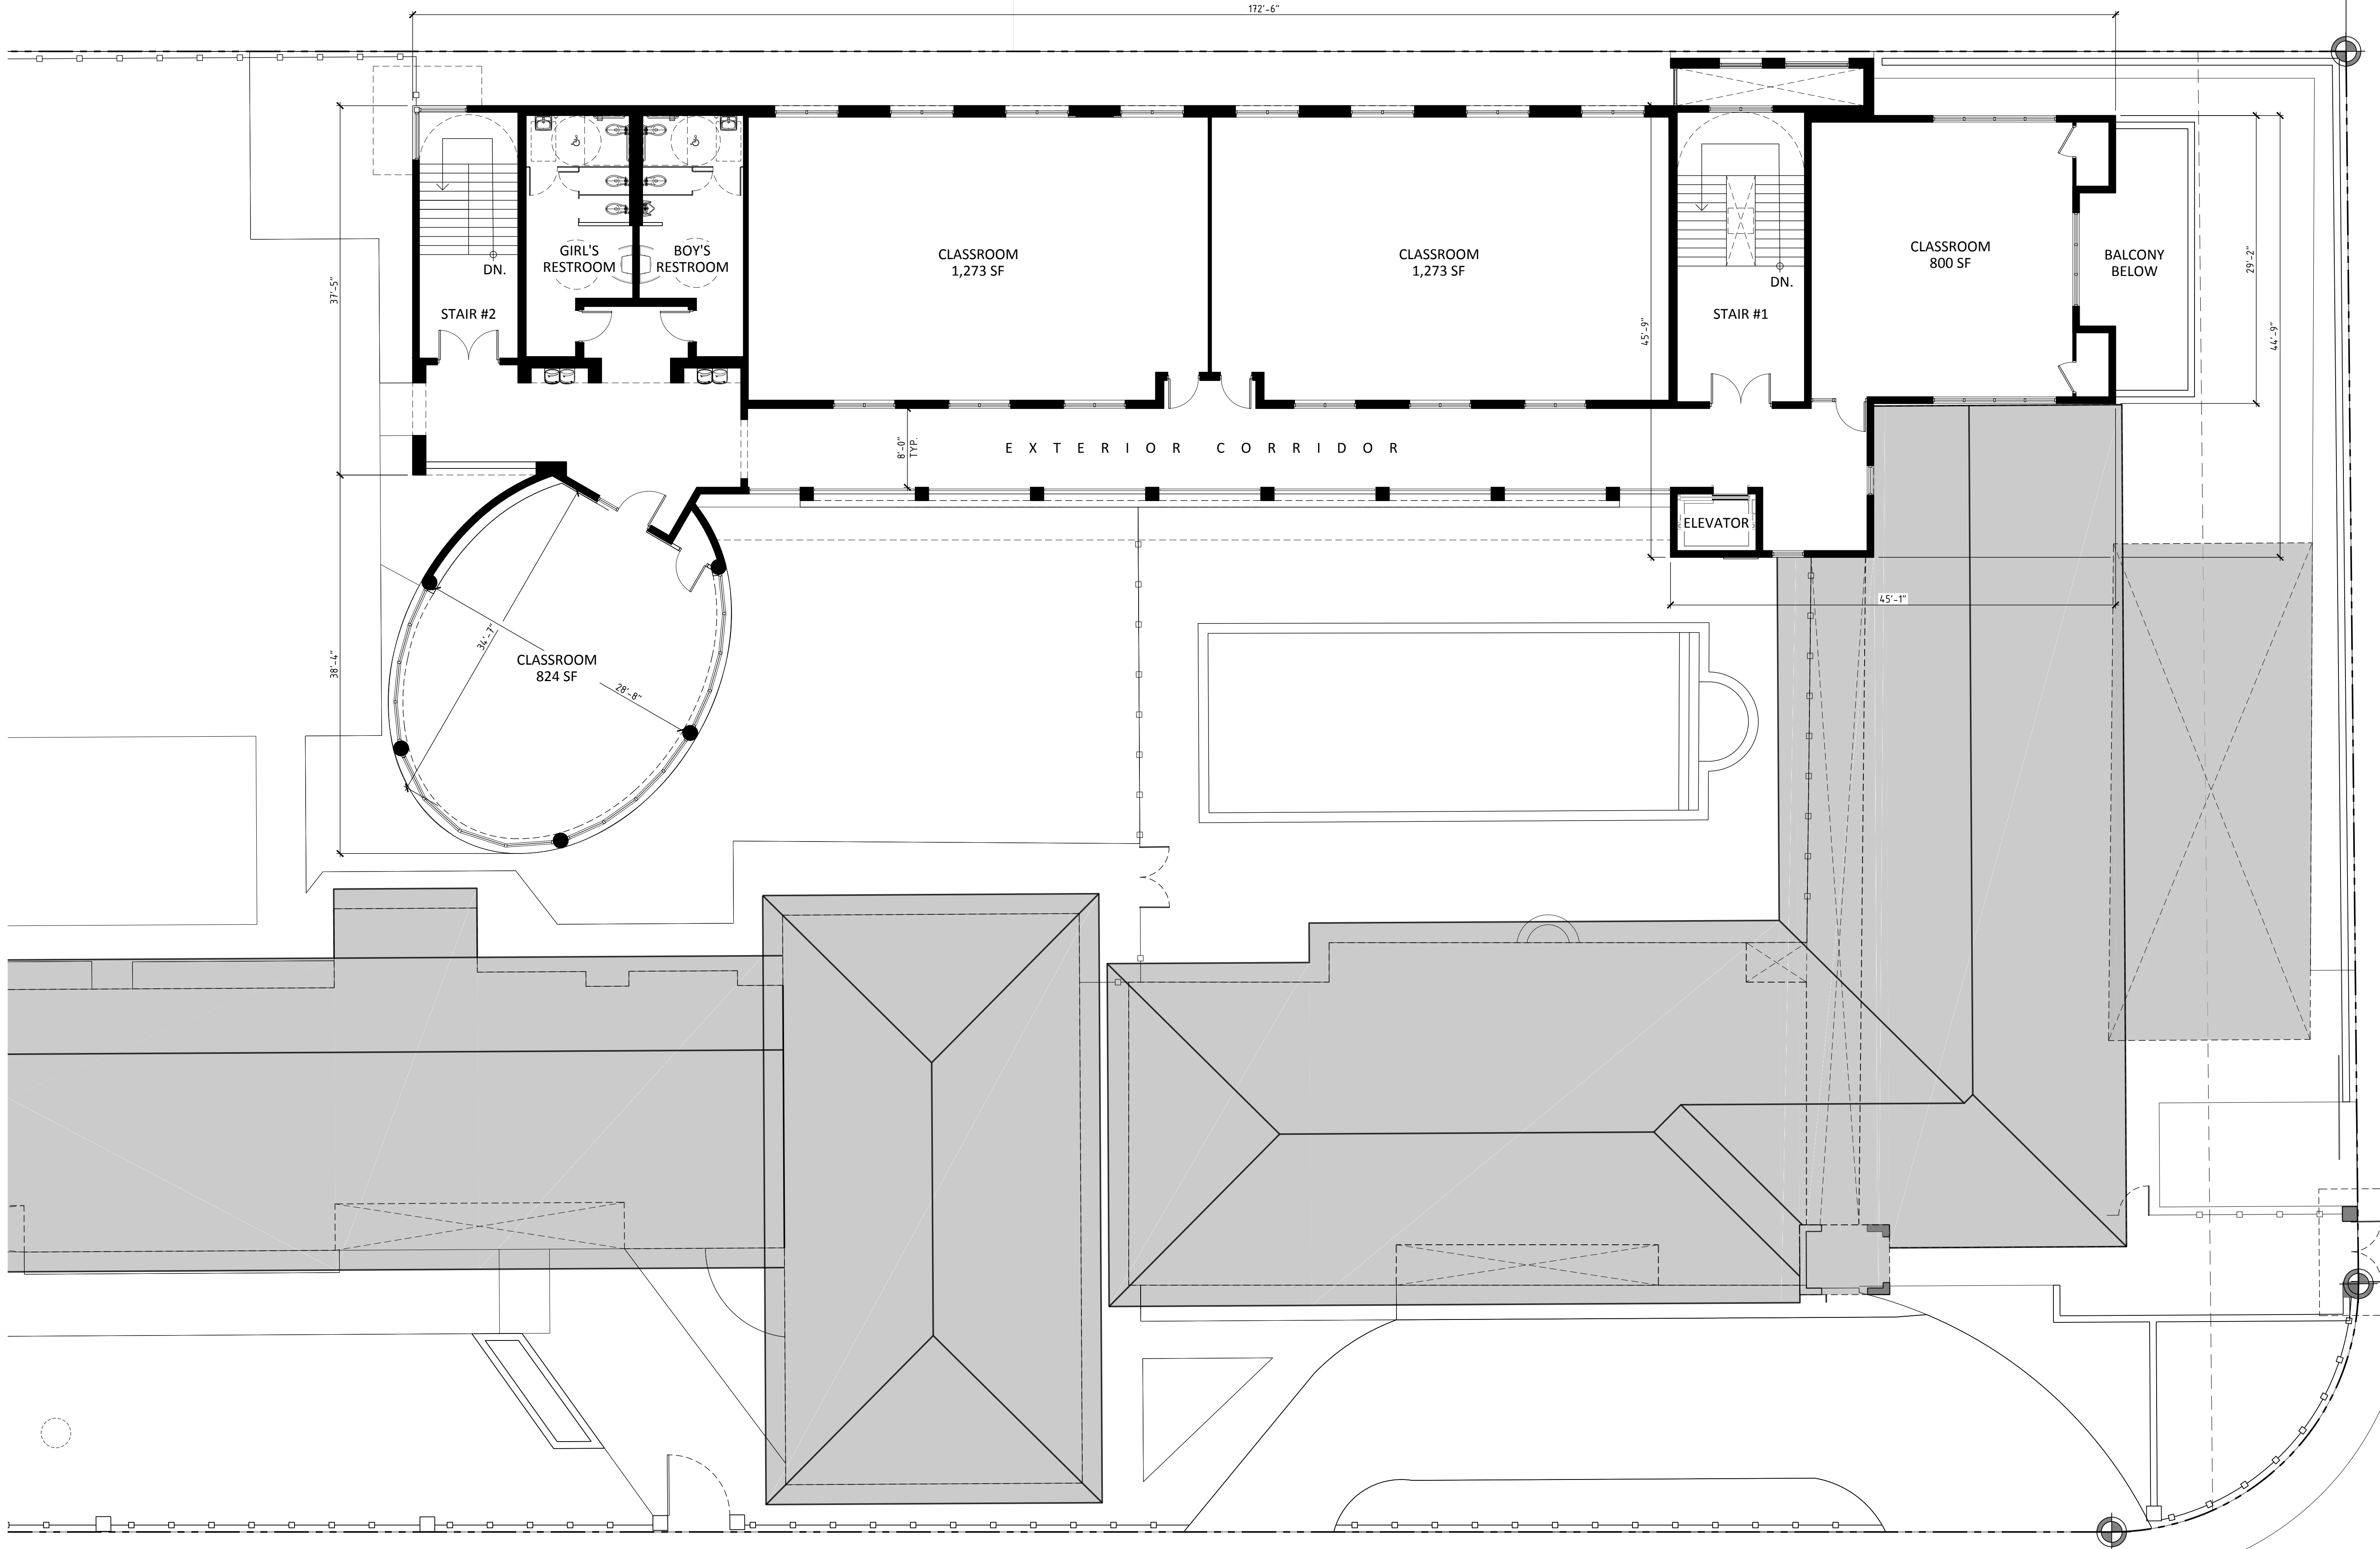 172'-6"
GIRL'S
RESTROOM
BOY'S
RESTROOM
CLASSROOM
1,273 SF
CLASSROOM
1,273 SF
CLASSROOM
800 SF
BALCONY
BELOW
29'-2"
44'-9"
37'-5"
DN.
DN.
STAIR #2
STAIR #1
45'-9"
8'-0"
TYP.
EXTERIOR CORRIDOR
ELEVATOR
45'-1"
34'-7"
38'-4"
CLASSROOM
824 SF
28'-8"